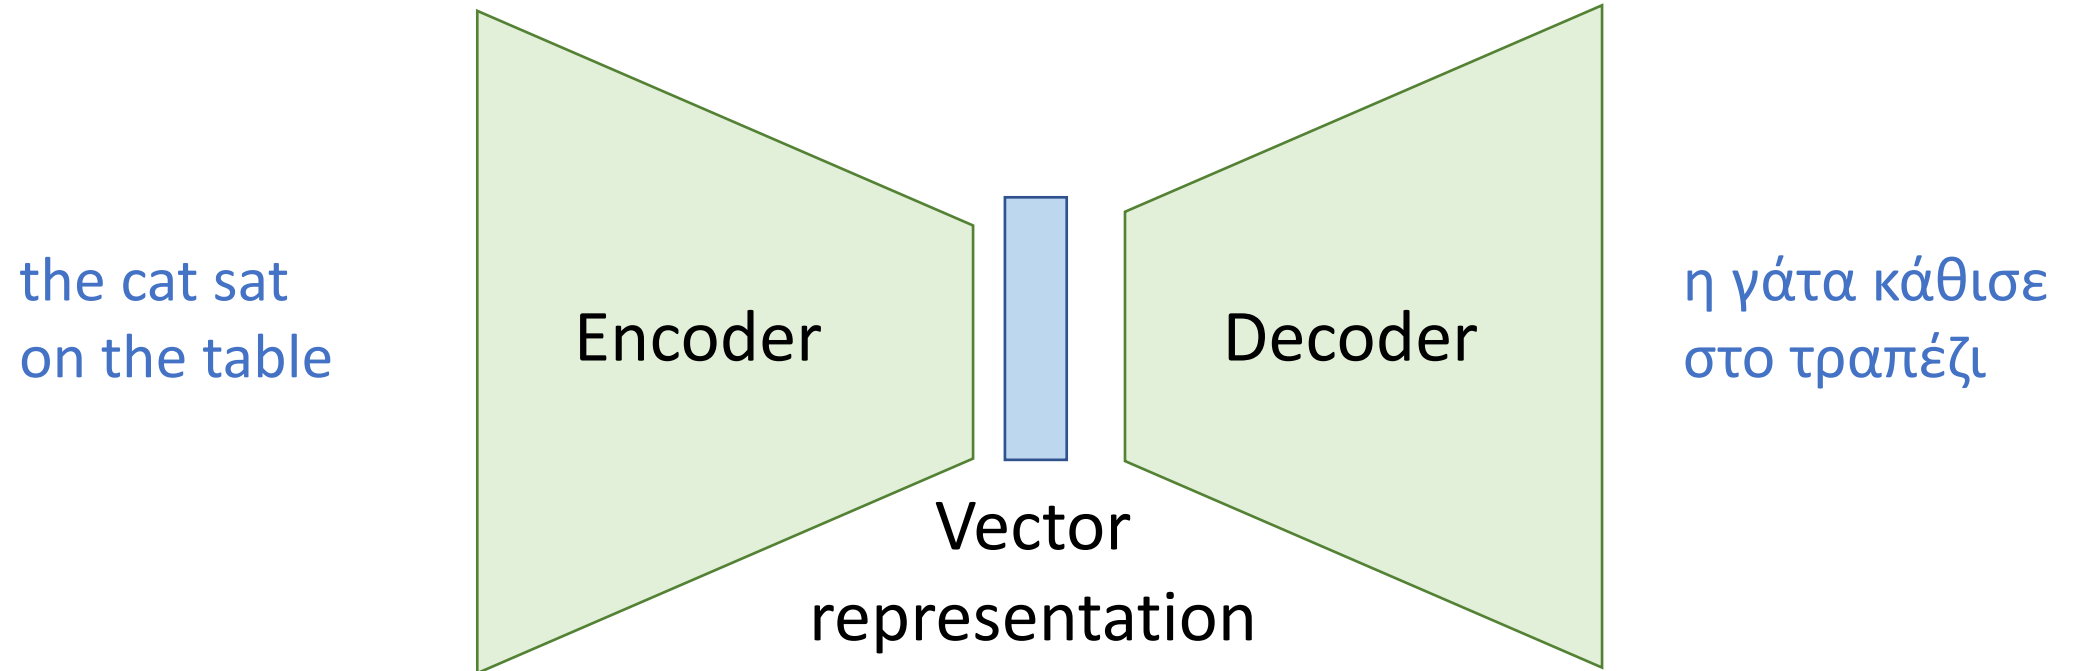 the cat sat
on the table
Encoder
Vector
representation
Decoder
η γάτα κάθισε
στο τραπέζι